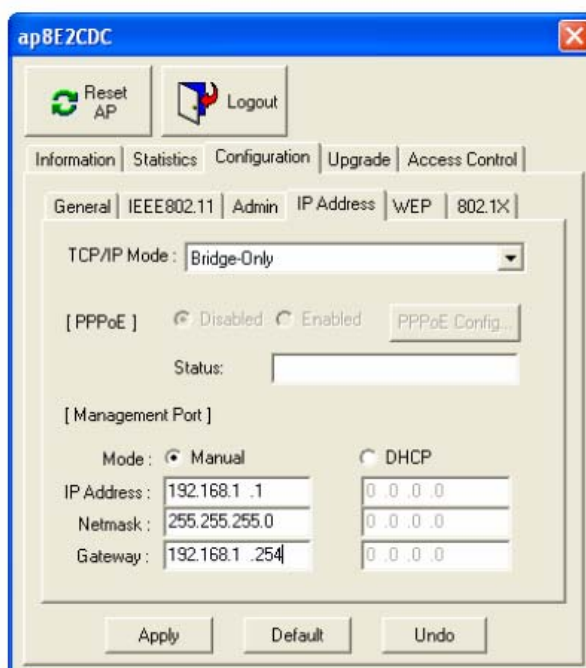 ap8E2CDC
Reset AP
Logout
Information Statistics Configuration Upgrade Access Control
General IEEE802.11 Admin IP Address WEP 802.1X
TCP/IP Mode : Bridge-Only
[ PPPoE ] Disabled Enabled PPPoE Config...
Status:
[ Management Port ]
Mode : Manual DHCP
IP Address : 192.168.1 .1 0 .0 .0 .0
Netmask : 255.255.255.0 0 .0 .0 .0
Gateway : 192.168.1 .254 0 .0 .0 .0
Apply Default Undo